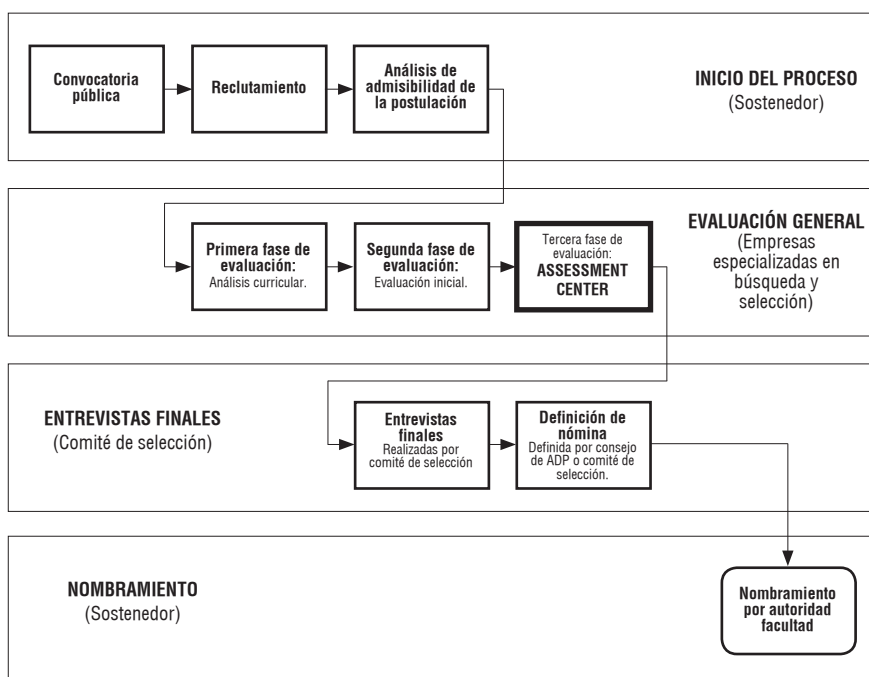 Convocatoria
pública
Reclutamiento
Análisis de
admisibilidad de
la postulación
INICIO DEL PROCESO
(Sostenedor)
Primera fase de
evaluación:
Análisis curricular.
Segunda fase de
evaluación:
Evaluación inicial.
Tercera fase de
evaluación:
ASSESSMENT
CENTER
EVALUACIÓN GENERAL
(Empresas
especializadas en
búsqueda y
selección)
ENTREVISTAS FINALES
(Comité de selección)
Entrevistas
finales
Realizadas por
comité de selección
Definición de
nómina
Definida por consejo
de ADP o comité de
selección.
NOMBRAMIENTO
(Sostenedor)
Nombramiento
por autoridad
facultad